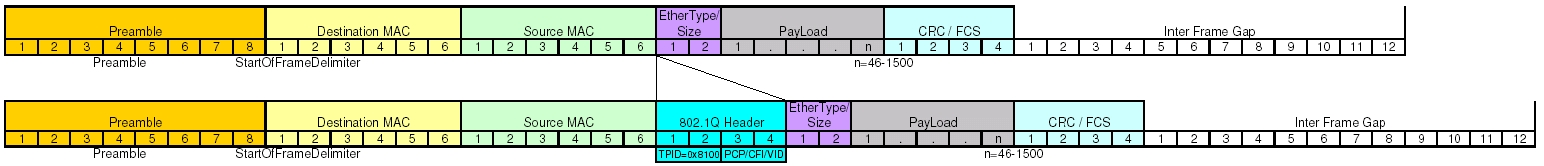 EtherType/
Preamble Destination MAC Source MAC Size PayLoad CRC / FCS Inter Frame Gap
1 2 3 4 5 6 7 8 1 2 3 4 5 6 1 2 3 4 5 6 1 2 1 . . . n 1 2 3 4 1 2 3 4 5 6 7 8 9 10 11 12
Preamble StartOfFrameDelimiter n=46-1500
EtherType/
Preamble Destination MAC Source MAC 802.1Q Header Size PayLoad CRC / FCS Inter Frame Gap
1 2 3 4 5 6 7 8 1 2 3 4 5 6 1 2 3 4 5 6 1 2 3 4 1 2 1 . . . n 1 2 3 4 1 2 3 4 5 6 7 8 9 10 11 12
Preamble StartOfFrameDelimiter TPID=0x8100 PCP/CFI/VID n=46-1500